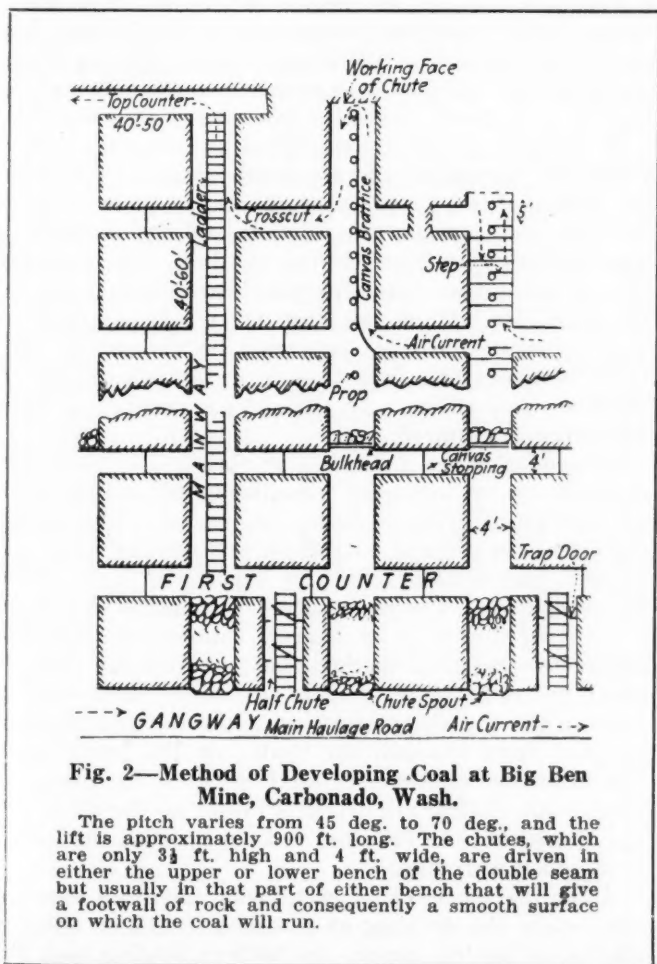 Working Face
of Chute
Top Counter
40'-50'
Ladder
Crosscut
Canvas Brattice
5'
Step
40'-60'
Air Current
Prop
MANWAY
Bulkhead
Canvas
Stopping
4'
4'
Trap Door
FIRST COUNTER
Half Chute
Chute Spout
GANGWAY Main Haulage Road Air Current
Fig. 2—Method of Developing Coal at Big Ben
Mine, Carbonado, Wash.
The pitch varies from 45 deg. to 70 deg., and the
lift is approximately 900 ft. long. The chutes, which
are only 3½ ft. high and 4 ft. wide, are driven in
either the upper or lower bench of the double seam
but usually in that part of either bench that will give
a footwall of rock and consequently a smooth surface
on which the coal will run.